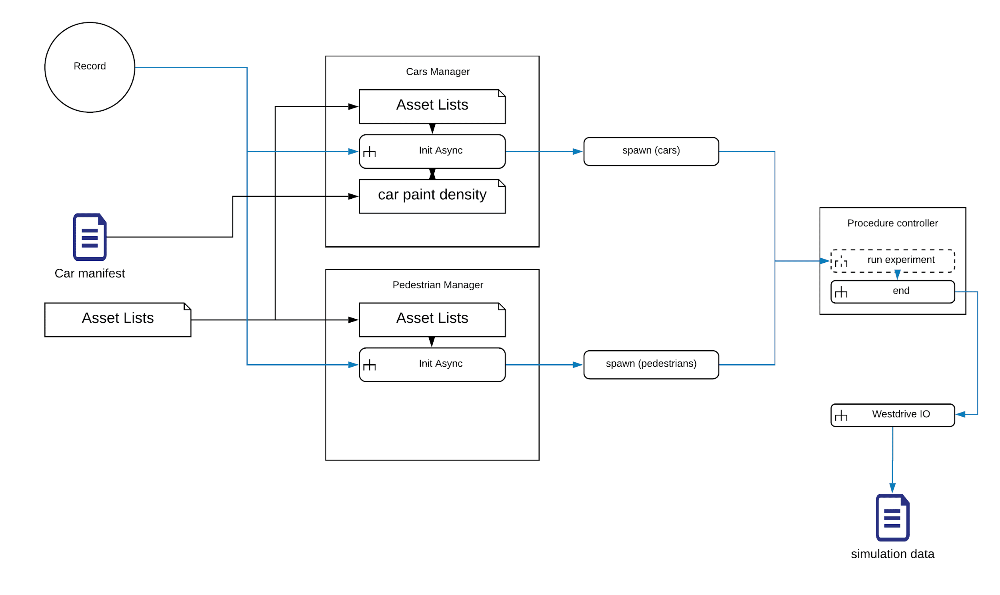 Record
Cars Manager
Asset Lists
Init Async
spawn (cars)
car paint density
Procedure controller
run experiment
end
Car manifest
Pedestrian Manager
Asset Lists
Asset Lists
Init Async
spawn (pedestrians)
Westdrive IO
simulation data